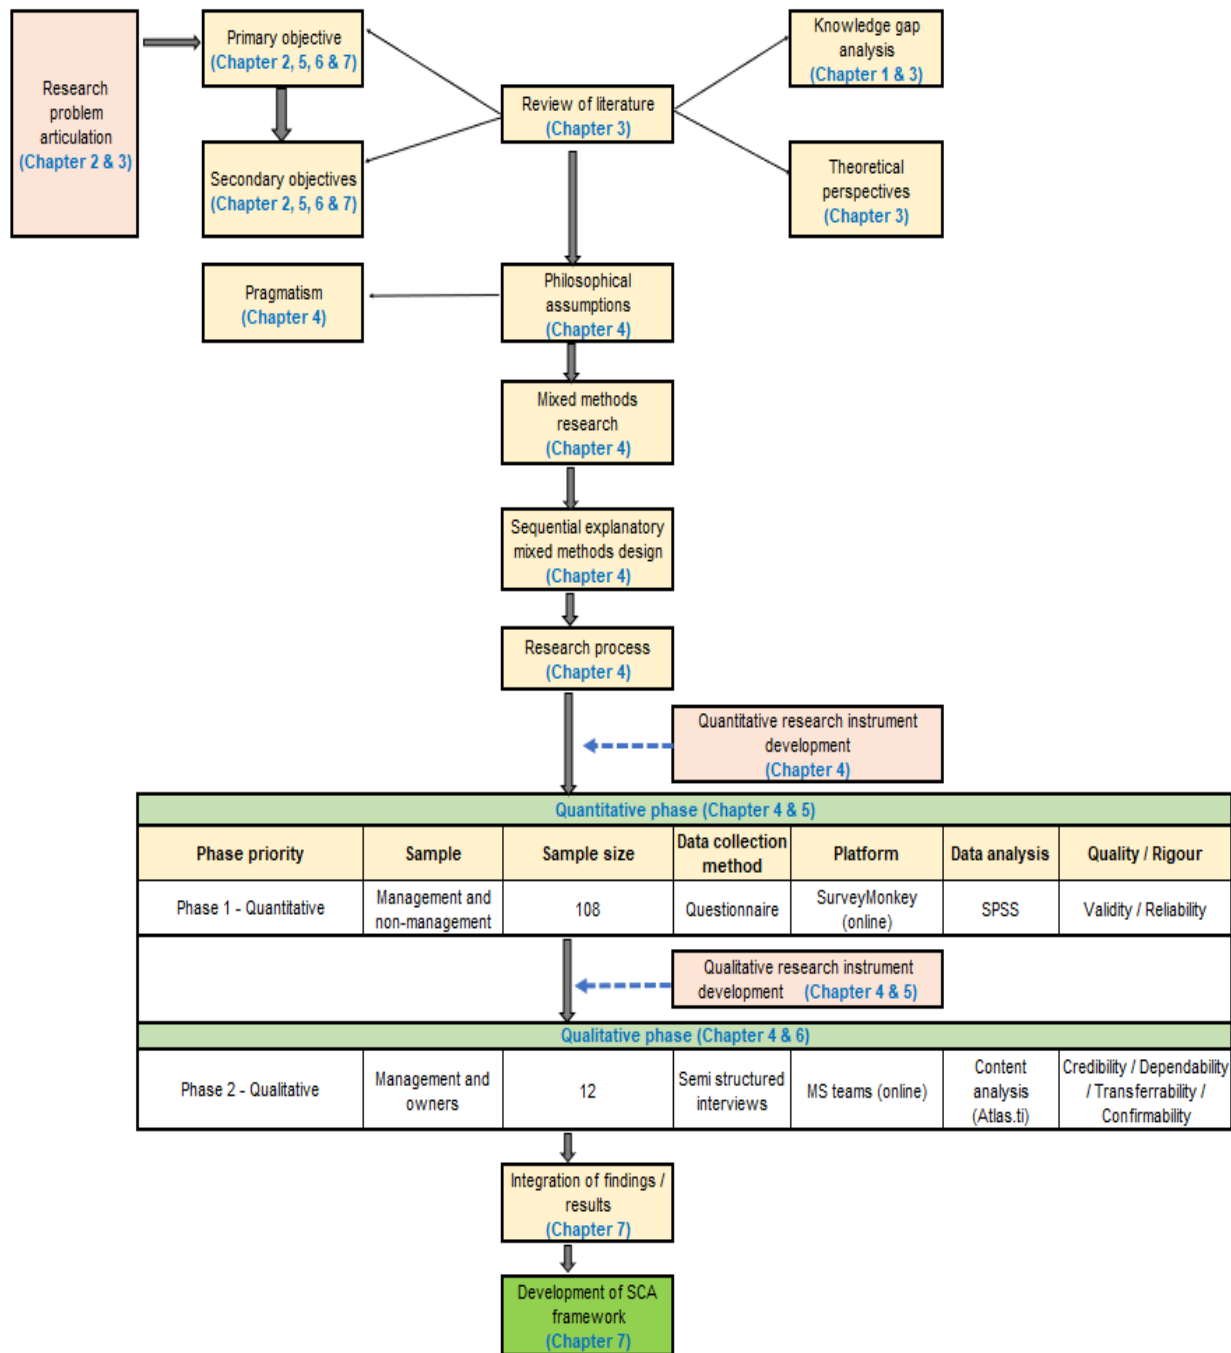 Research
problem
articulation
(Chapter 2 & 3)
Primary objective
(Chapter 2, 5, 6 & 7)
Secondary objectives
(Chapter 2, 5, 6 & 7)
Review of literature
(Chapter 3)
Knowledge gap
analysis
(Chapter 1 & 3)
Theoretical
perspectives
(Chapter 3)
Pragmatism
(Chapter 4)
Philosophical
assumptions
(Chapter 4)
Mixed methods
research
(Chapter 4)
Sequential explanatory
mixed methods design
(Chapter 4)
Research process
(Chapter 4)
Quantitative research instrument
development
(Chapter 4)
Quantitative phase (Chapter 4 & 5)
Phase priority
Sample
Sample size
Data collection
method
Platform
Data analysis
Quality / Rigour
Phase 1 - Quantitative
Management and
non-management
108
Questionnaire
SurveyMonkey
(online)
SPSS
Validity / Reliability
Qualitative research instrument
development (Chapter 4 & 5)
Qualitative phase (Chapter 4 & 6)
Phase 2 - Qualitative
Management and
owners
12
Semi structured
interviews
MS teams (online)
Content
analysis
(Atlas.ti)
Credibility / Dependability
/ Transferrability /
Confirmability
Integration of findings /
results
(Chapter 7)
Development of SCA
framework
(Chapter 7)